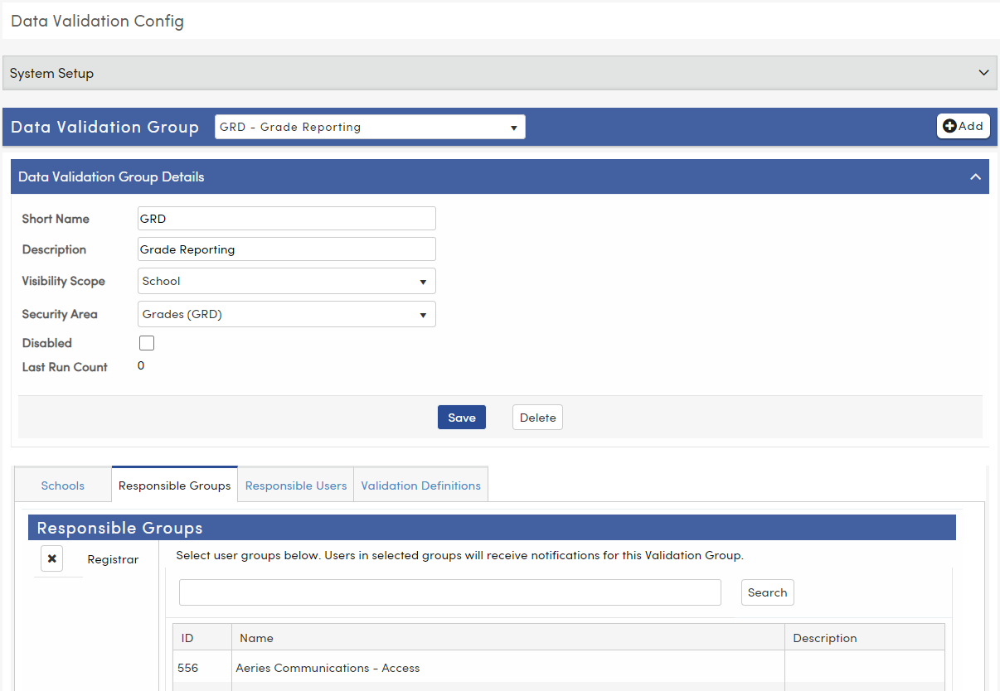 Data Validation Config
System Setup
Data Validation Group GRD - Grade Reporting Add
Data Validation Group Details
Short Name GRD
Description Grade Reporting
Visibility Scope School
Security Area Grades (GRD)
Disabled
Last Run Count 0
Save Delete
Schools Responsible Groups Responsible Users Validation Definitions
Responsible Groups
Registrar Select user groups below. Users in selected groups will receive notifications for this Validation Group.
Search
ID Name Description
556 Aeries Communications - Access